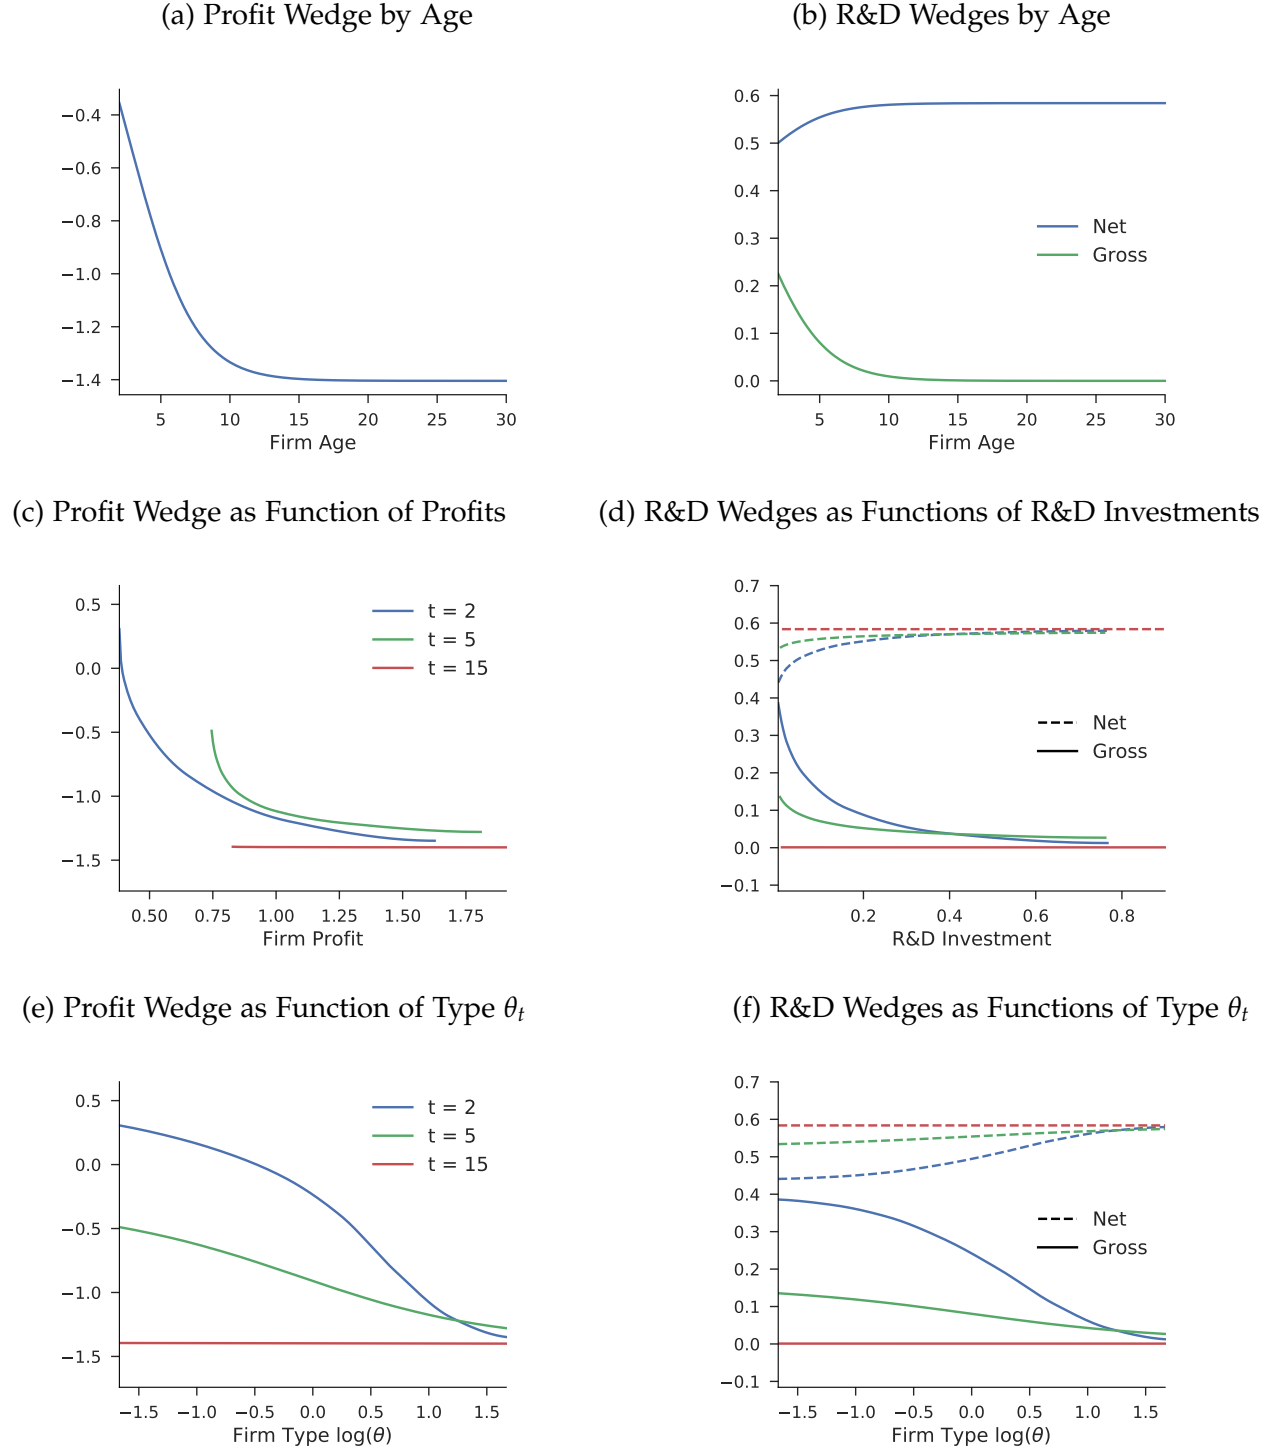 (a) Profit Wedge by Age
−0.4
−0.6
−0.8
−1.0
−1.2
−1.4
5 10 15 20 25 30
Firm Age
(b) R&D Wedges by Age
0.6
0.5
0.4
0.3
0.2
0.1
0.0
Net
Gross
5 10 15 20 25 30
Firm Age
(c) Profit Wedge as Function of Profits
0.5
0.0
−0.5
−1.0
−1.5
t = 2
t = 5
t = 15
0.50 0.75 1.00 1.25 1.50 1.75
Firm Profit
(d) R&D Wedges as Functions of R&D Investments
0.7
0.6
0.5
0.4
0.3
0.2
0.1
0.0
−0.1
Net
Gross
0.2 0.4 0.6 0.8
R&D Investment
(e) Profit Wedge as Function of Type θt
0.5
0.0
−0.5
−1.0
−1.5
t = 2
t = 5
t = 15
−1.5 −1.0 −0.5 0.0 0.5 1.0 1.5
Firm Type log(θ)
(f) R&D Wedges as Functions of Type θt
0.7
0.6
0.5
0.4
0.3
0.2
0.1
0.0
−0.1
Net
Gross
−1.5 −1.0 −0.5 0.0 0.5 1.0 1.5
Firm Type log(θ)